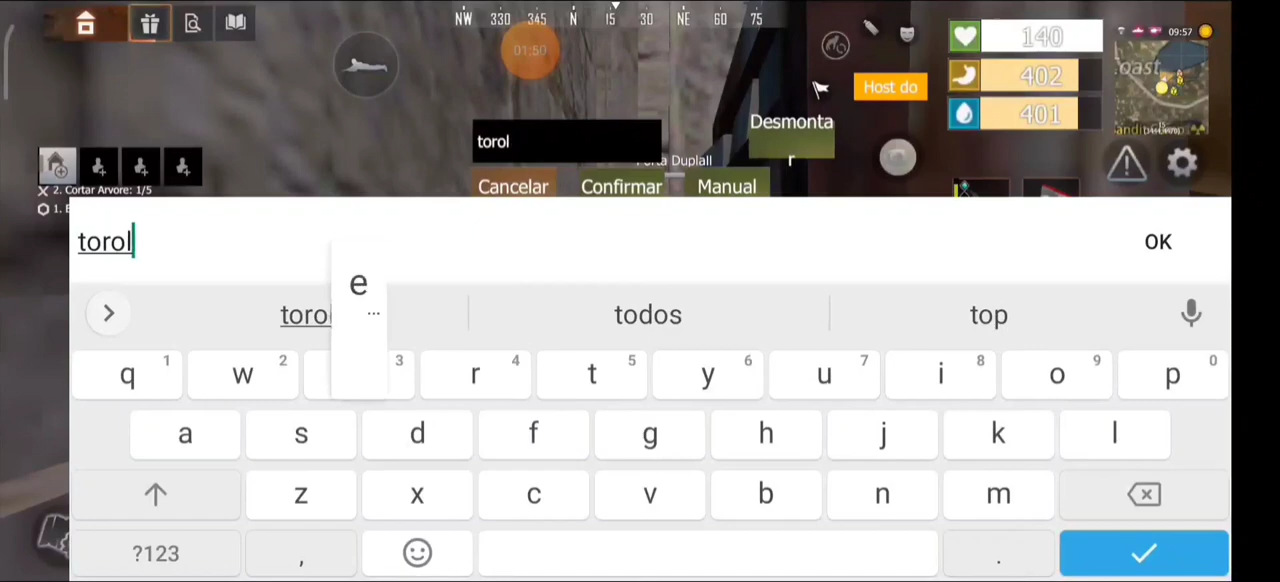 NW 330 345 N 15 30 NE 60 75
01:50
140
09:57
Host do
402
oast
401
torol
Desmonta
r
Porta Duplall
Cancelar Confirmar Manual
2. Cortar Arvore: 1/5
1.
torol
OK
e
...
torol todos top
q 1 w 2 3 r 4 t 5 y 6 u 7 i 8 o 9 p 0
a s d f g h j k l
z x c v b n m
?123 , .